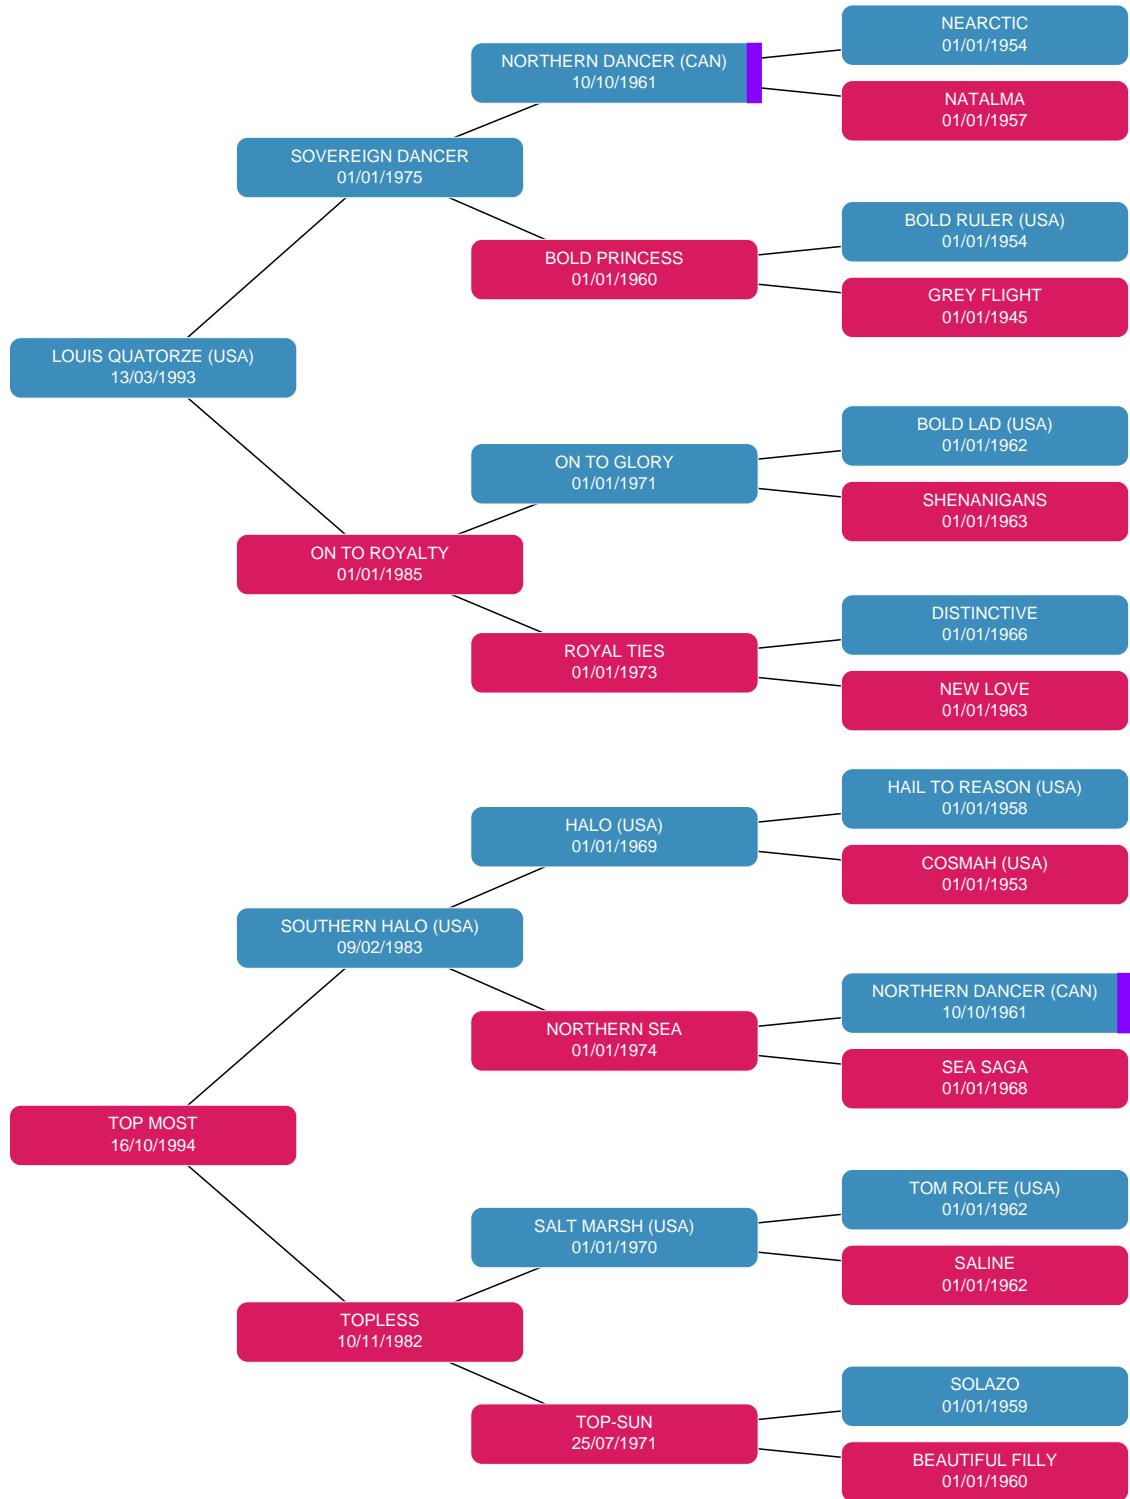 NEARCTIC
01/01/1954
NORTHERN DANCER (CAN)
10/10/1961
NATALMA
01/01/1957
SOVEREIGN DANCER
01/01/1975
BOLD RULER (USA)
01/01/1954
BOLD PRINCESS
01/01/1960
GREY FLIGHT
01/01/1945
LOUIS QUATORZE (USA)
13/03/1993
BOLD LAD (USA)
01/01/1962
ON TO GLORY
01/01/1971
SHENANIGANS
01/01/1963
ON TO ROYALTY
01/01/1985
DISTINCTIVE
01/01/1966
ROYAL TIES
01/01/1973
NEW LOVE
01/01/1963
HAIL TO REASON (USA)
01/01/1958
HALO (USA)
01/01/1969
COSMAH (USA)
01/01/1953
SOUTHERN HALO (USA)
09/02/1983
NORTHERN DANCER (CAN)
10/10/1961
NORTHERN SEA
01/01/1974
SEA SAGA
01/01/1968
TOP MOST
16/10/1994
TOM ROLFE (USA)
01/01/1962
SALT MARSH (USA)
01/01/1970
SALINE
01/01/1962
TOPLESS
10/11/1982
SOLAZO
01/01/1959
TOP-SUN
25/07/1971
BEAUTIFUL FILLY
01/01/1960